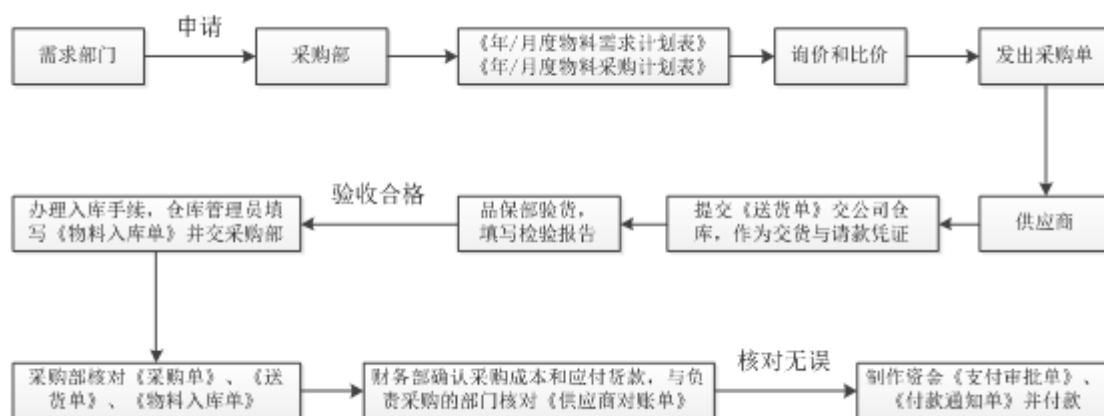 需求部门
申请
采购部
《年/月度物料需求计划表》
《年/月度物料采购计划表》
询价和比价
发出采购单
供应商
提交《送货单》交公司仓
库，作为交货与请款凭证
品保部验货，
填写检验报告
验收合格
办理入库手续，仓库管理员填
写《物料入库单》并交采购部
采购部核对《采购单》、《送
货单》、《物料入库单》
财务部确认采购成本和应付货款，与负
责采购的部门核对《供应商对账单》
核对无误
制作资金《支付审批单》、
《付款通知单》并付款